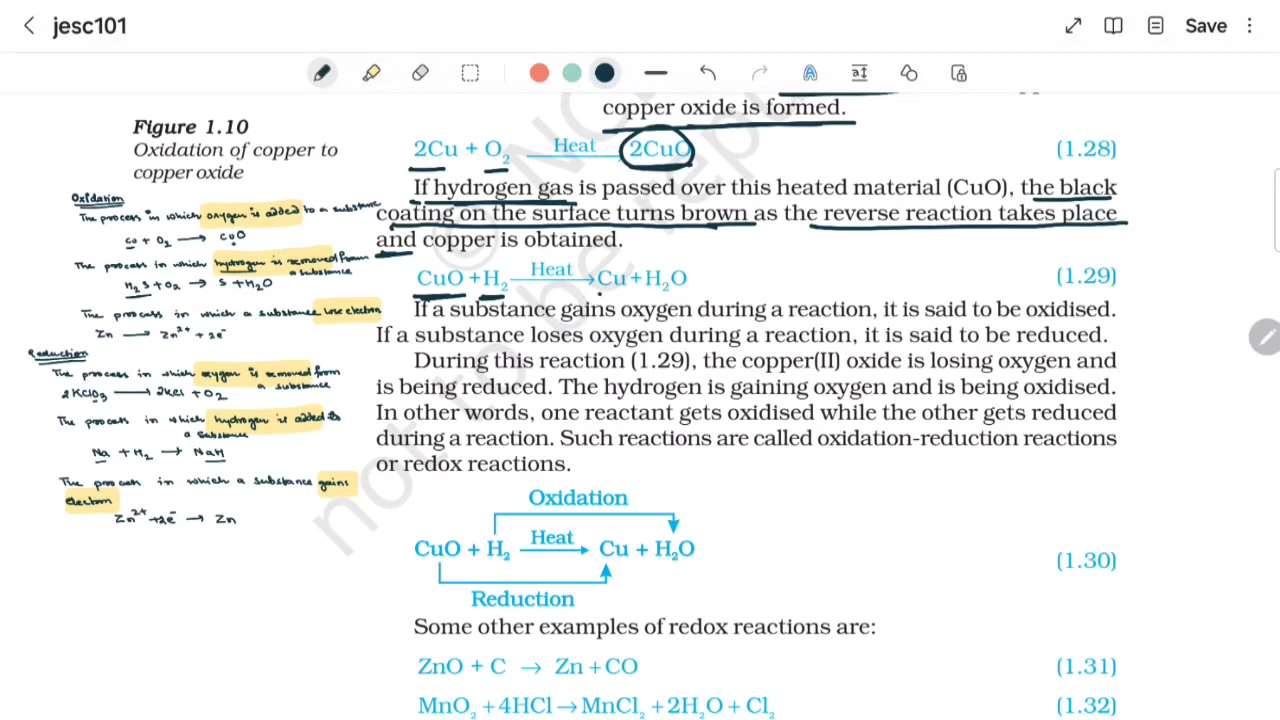 jesc101
Save
copper oxide is formed.
Figure 1.10
Oxidation of copper to
copper oxide
2Cu + O₂ Heat 2CuO (1.28)
If hydrogen gas is passed over this heated material (CuO), the black
coating on the surface turns brown as the reverse reaction takes place
and copper is obtained.
CuO +H₂ Heat → Cu+H₂O (1.29)
If a substance gains oxygen during a reaction, it is said to be oxidised.
If a substance loses oxygen during a reaction, it is said to be reduced.
During this reaction (1.29), the copper(II) oxide is losing oxygen and
is being reduced. The hydrogen is gaining oxygen and is being oxidised.
In other words, one reactant gets oxidised while the other gets reduced
during a reaction. Such reactions are called oxidation-reduction reactions
or redox reactions.
Oxidation
CuO + H₂ Heat → Cu + H₂O (1.30)
Reduction
Some other examples of redox reactions are:
ZnO + C → Zn + CO (1.31)
MnO₂ + 4HCl → MnCl₂ + 2H₂O + Cl₂ (1.32)
Oxidation
The process in which oxygen is added to a substance
Cu + O₂ → CuO
The process in which hydrogen is removed from
a substance
H₂S + O₂ → S + H₂O
The process in which a substance lose electron
Zn → Zn²⁺ + 2e⁻
Reduction
The process in which oxygen is removed from
a substance
2KClO₃ → 2KCl + O₂
The process in which hydrogen is added to
a substance
Na + H₂ → NaH
The process in which a substance gains
electron
Zn²⁺ + 2e⁻ → Zn
not to be rep